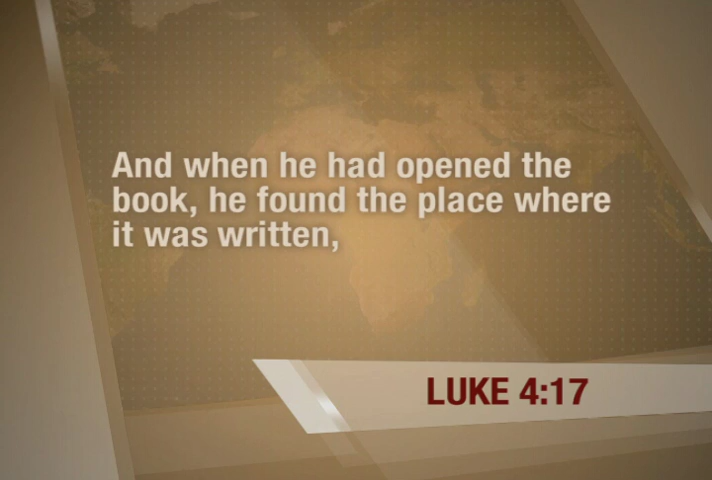 And when he had opened the
book, he found the place where
it was written,
LUKE 4:17